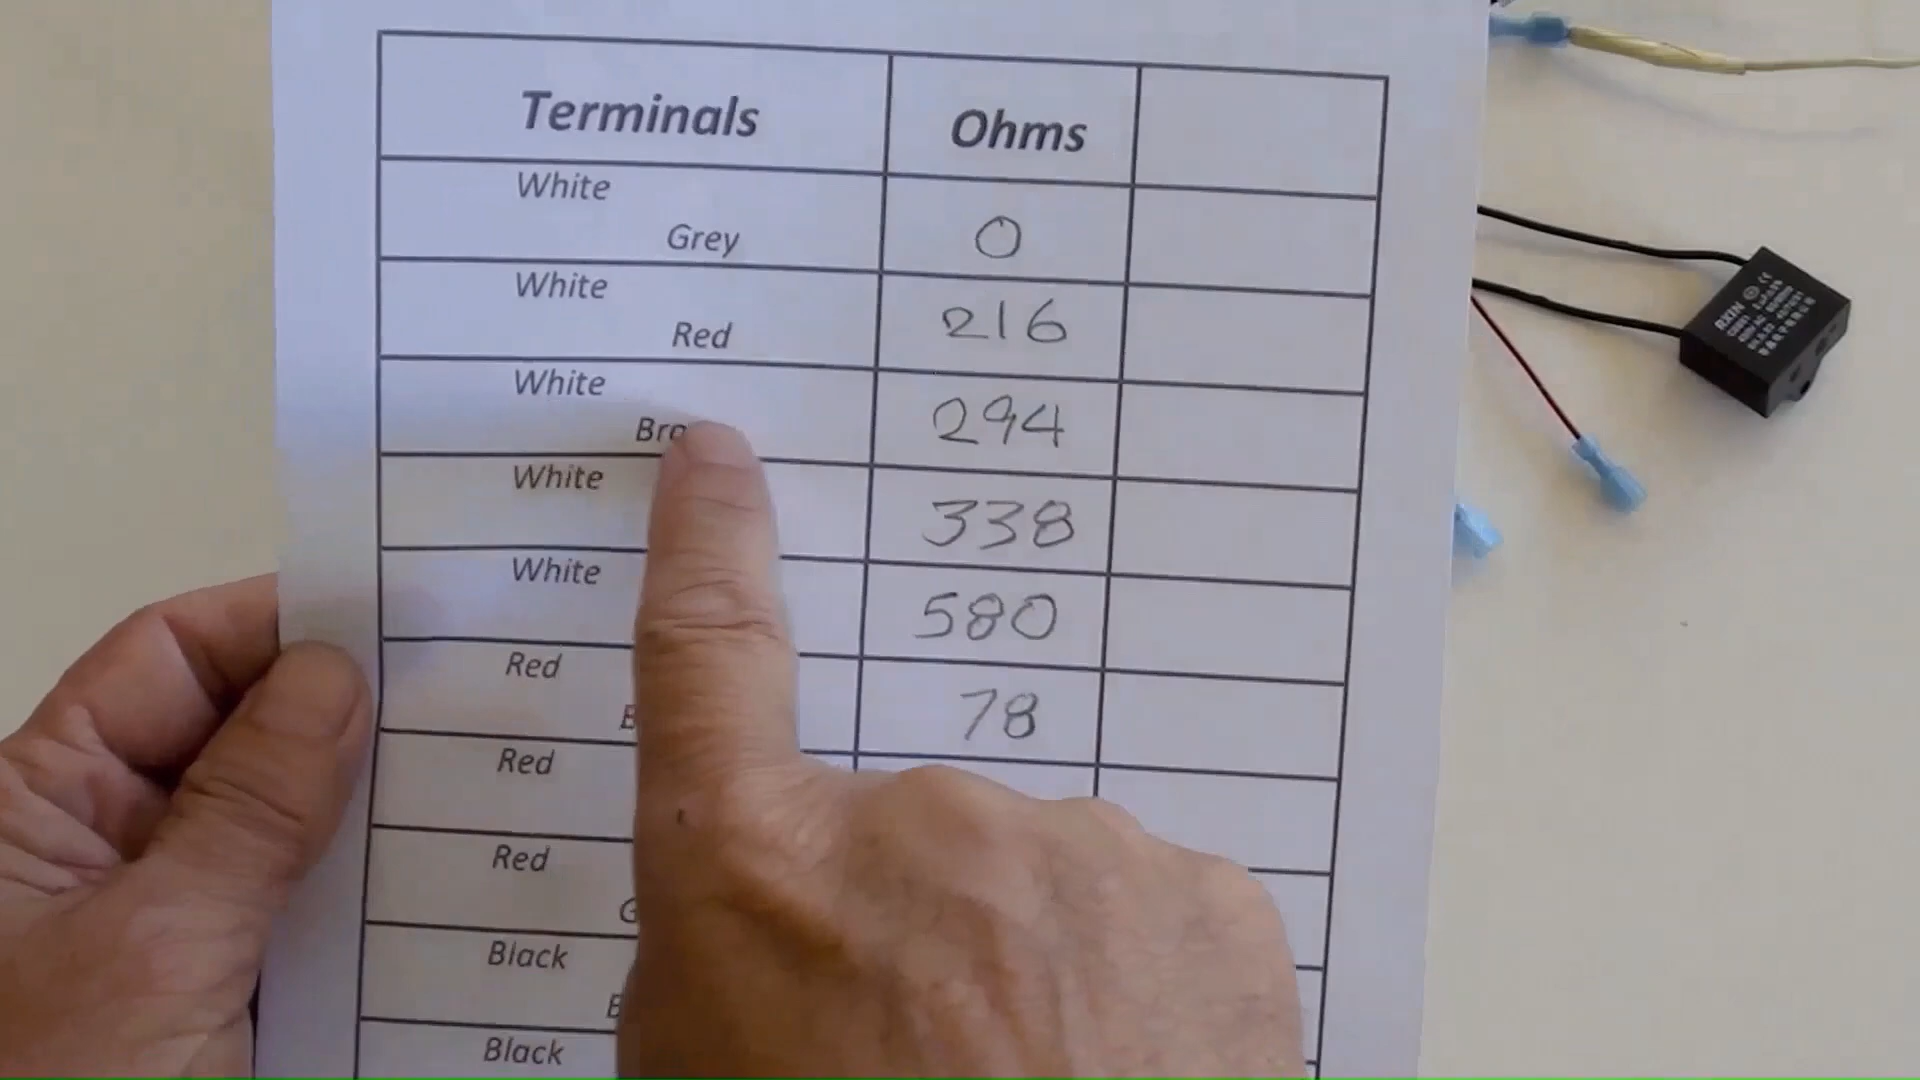 Terminals Ohms
White
Grey 0
White
Red 216
White
294
White
338
White
580
Red
78
Red
Red
Black
Black
RXIN